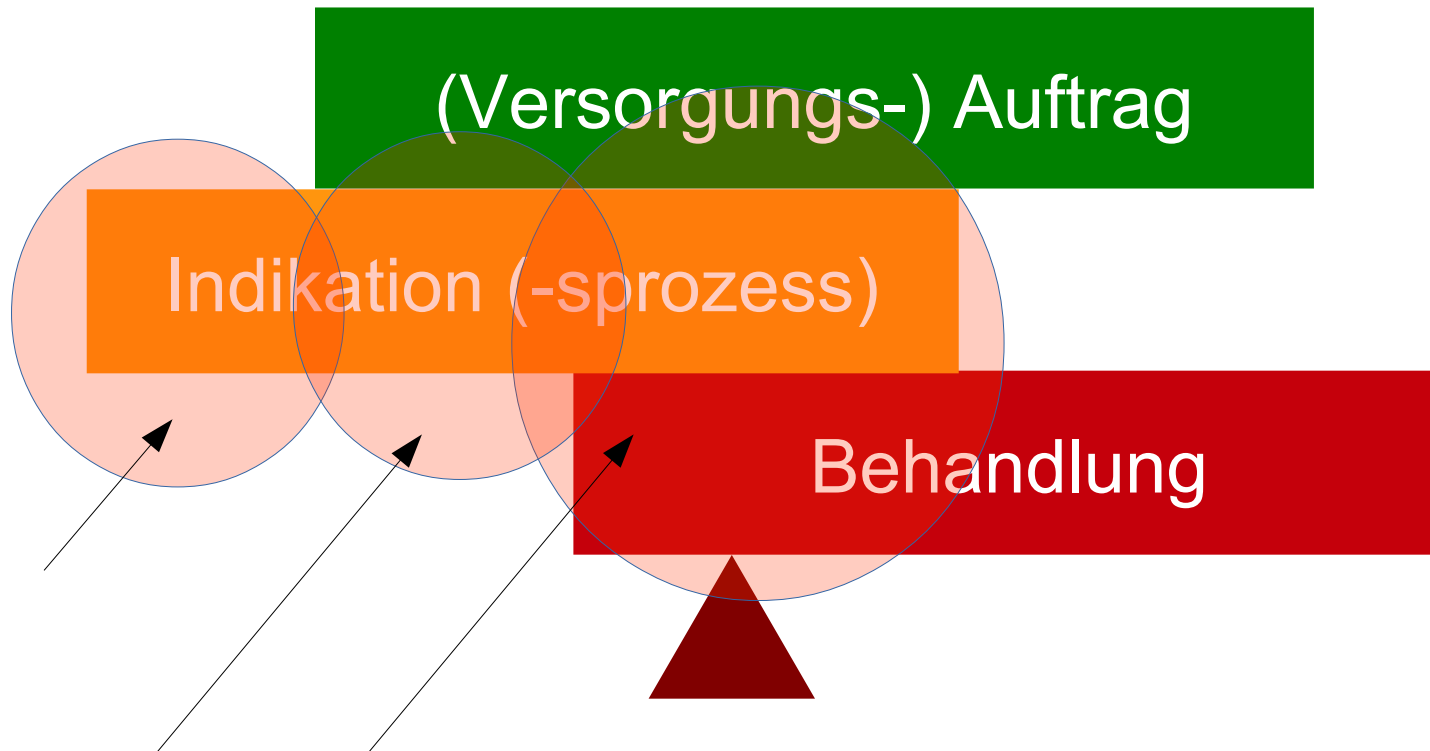 (Versorgungs-) Auftrag
Indikation (-sprozess)
Behandlung